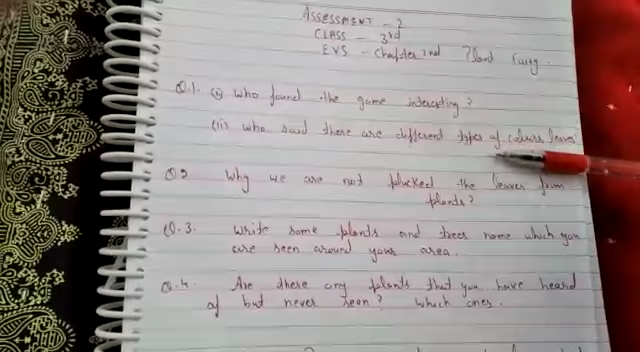 ASSESSMENT - 2
CLASS - 3rd
EVS - Chapter 2nd Plant Fairy
Q.1. (i) Who found the game interesting?
(ii) who said there are different types of colours leaves
Q2 Why we are not plucked the leaves from
plants?
Q.3. Write some plants and trees name which you
are seen around your area.
Q.4. Are there any plants that you have heard
of but never seen? Which ones.